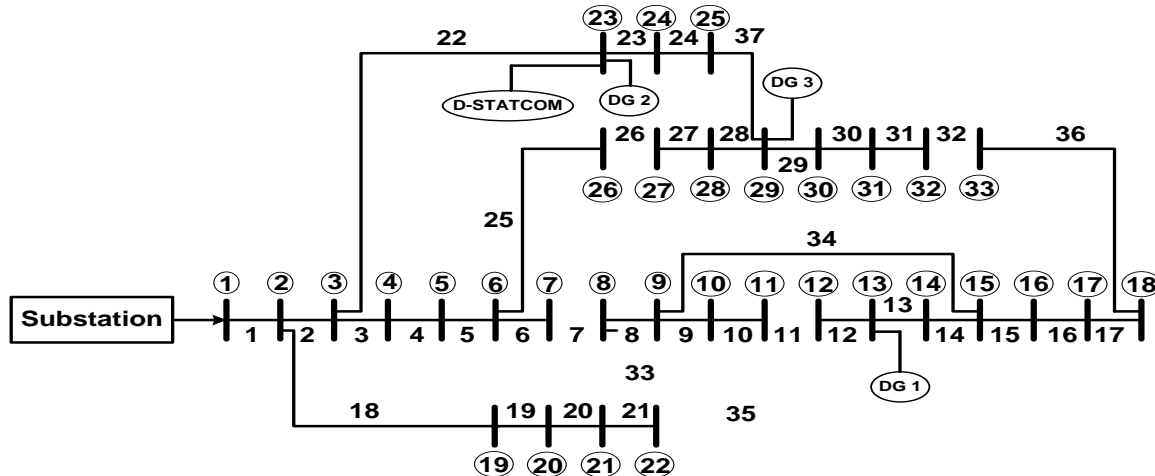 23 24 25
22 23 24 37
D-STATCOM DG 2 DG 3
26 27 28 30 31 32 36
29
26 27 28 29 30 31 32 33
25
34
1 2 3 4 5 6 7 8 9 10 11 12 13 14 15 16 17 18
13
Substation
1 2 3 4 5 6 7 8 9 10 11 12 14 15 16 17
33
DG 1
18 19 20 21 35
19 20 21 22